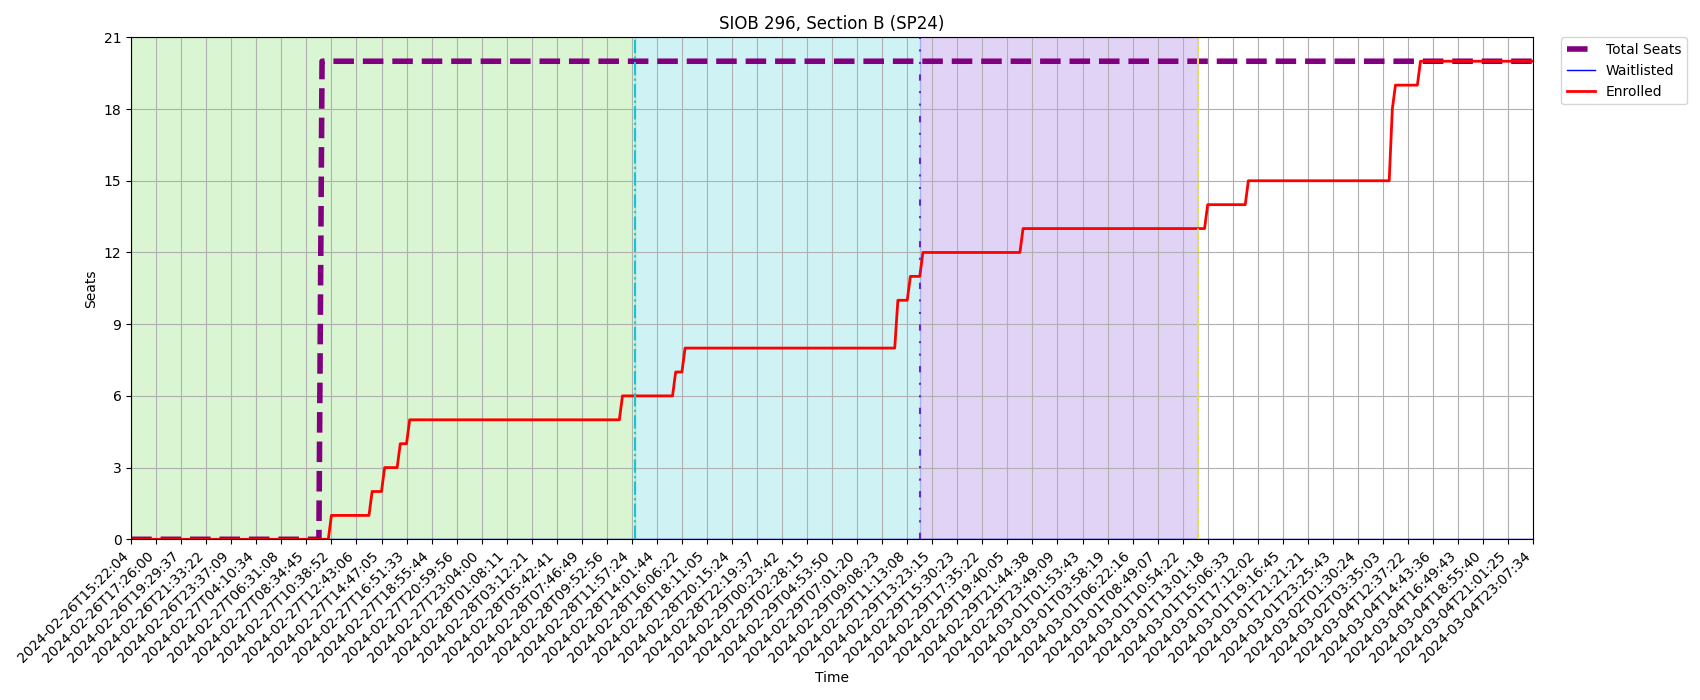 SIOB 296, Section B (SP24)
Total Seats
Waitlisted
Enrolled
21
18
15
12
9
6
3
0
Seats
2024-02-26T15:22:04
2024-02-26T17:26:00
2024-02-26T19:29:37
2024-02-26T21:33:22
2024-02-26T23:37:09
2024-02-27T04:10:34
2024-02-27T06:31:08
2024-02-27T08:34:45
2024-02-27T10:38:52
2024-02-27T12:43:06
2024-02-27T14:47:05
2024-02-27T16:51:33
2024-02-27T18:55:44
2024-02-27T20:59:56
2024-02-27T23:04:00
2024-02-28T01:08:11
2024-02-28T03:12:21
2024-02-28T05:42:41
2024-02-28T07:46:49
2024-02-28T09:52:56
2024-02-28T11:57:24
2024-02-28T14:01:44
2024-02-28T16:06:22
2024-02-28T18:11:05
2024-02-28T20:15:24
2024-02-28T22:19:37
2024-02-29T00:23:42
2024-02-29T02:28:15
2024-02-29T04:53:50
2024-02-29T07:01:20
2024-02-29T09:08:23
2024-02-29T11:13:08
2024-02-29T13:23:15
2024-02-29T15:30:23
2024-02-29T17:35:22
2024-02-29T19:40:05
2024-02-29T21:44:38
2024-02-29T23:49:09
2024-03-01T01:53:43
2024-03-01T03:58:19
2024-03-01T06:22:16
2024-03-01T08:49:07
2024-03-01T10:54:22
2024-03-01T13:01:18
2024-03-01T15:06:33
2024-03-01T17:12:02
2024-03-01T19:16:45
2024-03-01T21:21:21
2024-03-01T23:25:43
2024-03-02T01:30:24
2024-03-02T03:35:03
2024-03-04T12:37:22
2024-03-04T14:43:36
2024-03-04T16:49:43
2024-03-04T18:55:40
2024-03-04T21:01:25
2024-03-04T23:07:34
Time